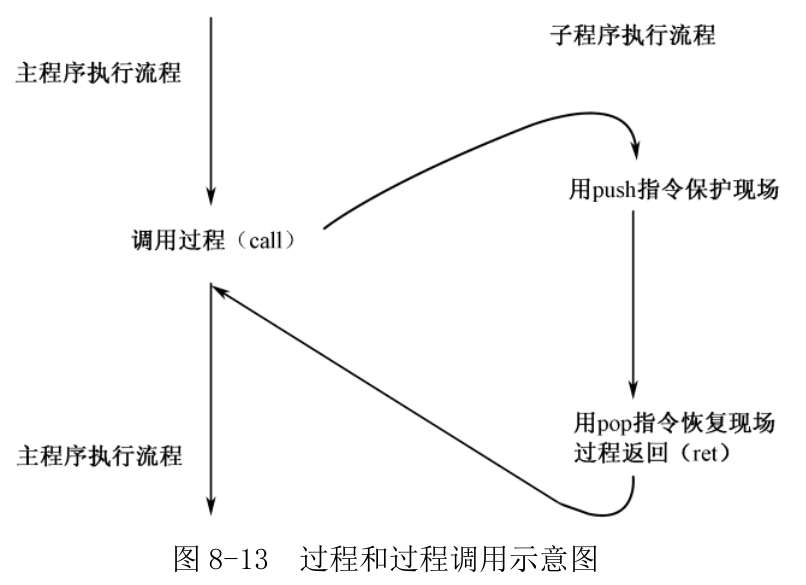 子程序执行流程
主程序执行流程
用push指令保护现场
调用过程（call）
用pop指令恢复现场
过程返回（ret）
主程序执行流程
图 8-13 过程和过程调用示意图